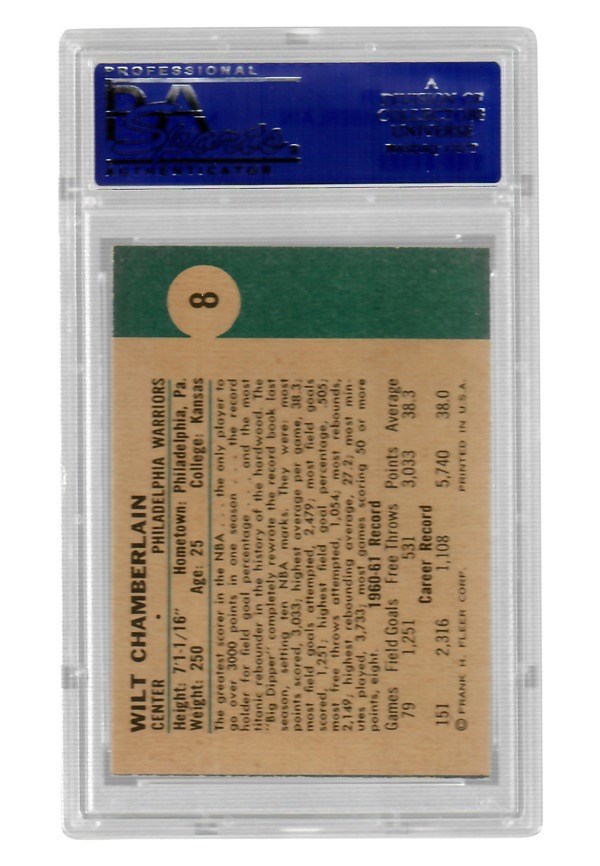 PROFESSIONAL
PSA
Sports
AUTHENTICATOR
A
DIVISION OF
COLLECTORS
UNIVERSE
8
WILT CHAMBERLAIN
CENTER • PHILADELPHIA WARRIORS
Height: 7'1-1/16" Hometown: Philadelphia, Pa.
Weight: 250 Age: 25 College: Kansas
The greatest scorer in the NBA . . . the only player to
go over 3000 points in one season . . . the record
holder for field goal percentage . . . and the most
titanic rebounder in the history of the hardwood. The
"Big Dipper" completely rewrote the record book last
season, setting ten NBA marks. They were: most
points scored, 3,033; highest average per game, 38.3;
most field goals attempted, 2,479; most field goals
scored, 1,251; highest field goal percentage, .505;
most free throws attempted, 1,054; most rebounds,
2,149; highest rebounding average, 27.2; most min-
utes played, 3,733; most games scoring 50 or more
points, eight.
1960-61 Record
Games Field Goals Free Throws Points Average
79 1,251 531 3,033 38.3
Career Record
151 2,316 1,108 5,740 38.0
© FRANK H. FLEER CORP. PRINTED IN U.S.A.